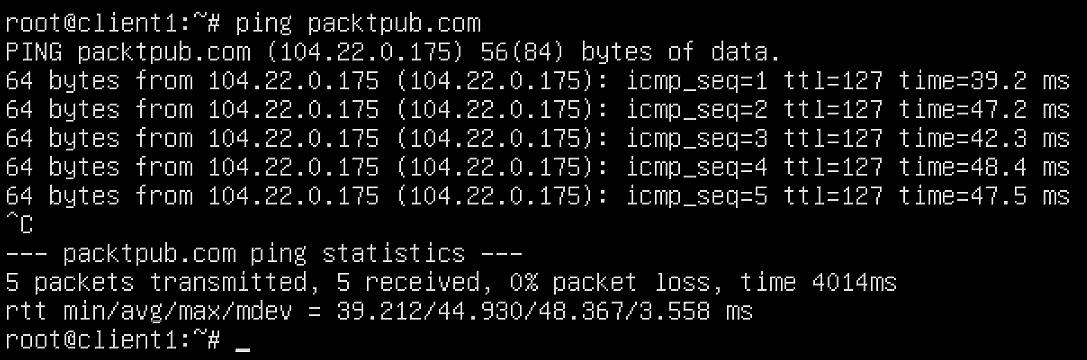 root@client1:~# ping packtpub.com
PING packtpub.com (104.22.0.175) 56(84) bytes of data.
64 bytes from 104.22.0.175 (104.22.0.175): icmp_seq=1 ttl=127 time=39.2 ms
64 bytes from 104.22.0.175 (104.22.0.175): icmp_seq=2 ttl=127 time=47.2 ms
64 bytes from 104.22.0.175 (104.22.0.175): icmp_seq=3 ttl=127 time=42.3 ms
64 bytes from 104.22.0.175 (104.22.0.175): icmp_seq=4 ttl=127 time=48.4 ms
64 bytes from 104.22.0.175 (104.22.0.175): icmp_seq=5 ttl=127 time=47.5 ms
^C
--- packtpub.com ping statistics ---
5 packets transmitted, 5 received, 0% packet loss, time 4014ms
rtt min/avg/max/mdev = 39.212/44.930/48.367/3.558 ms
root@client1:~# _